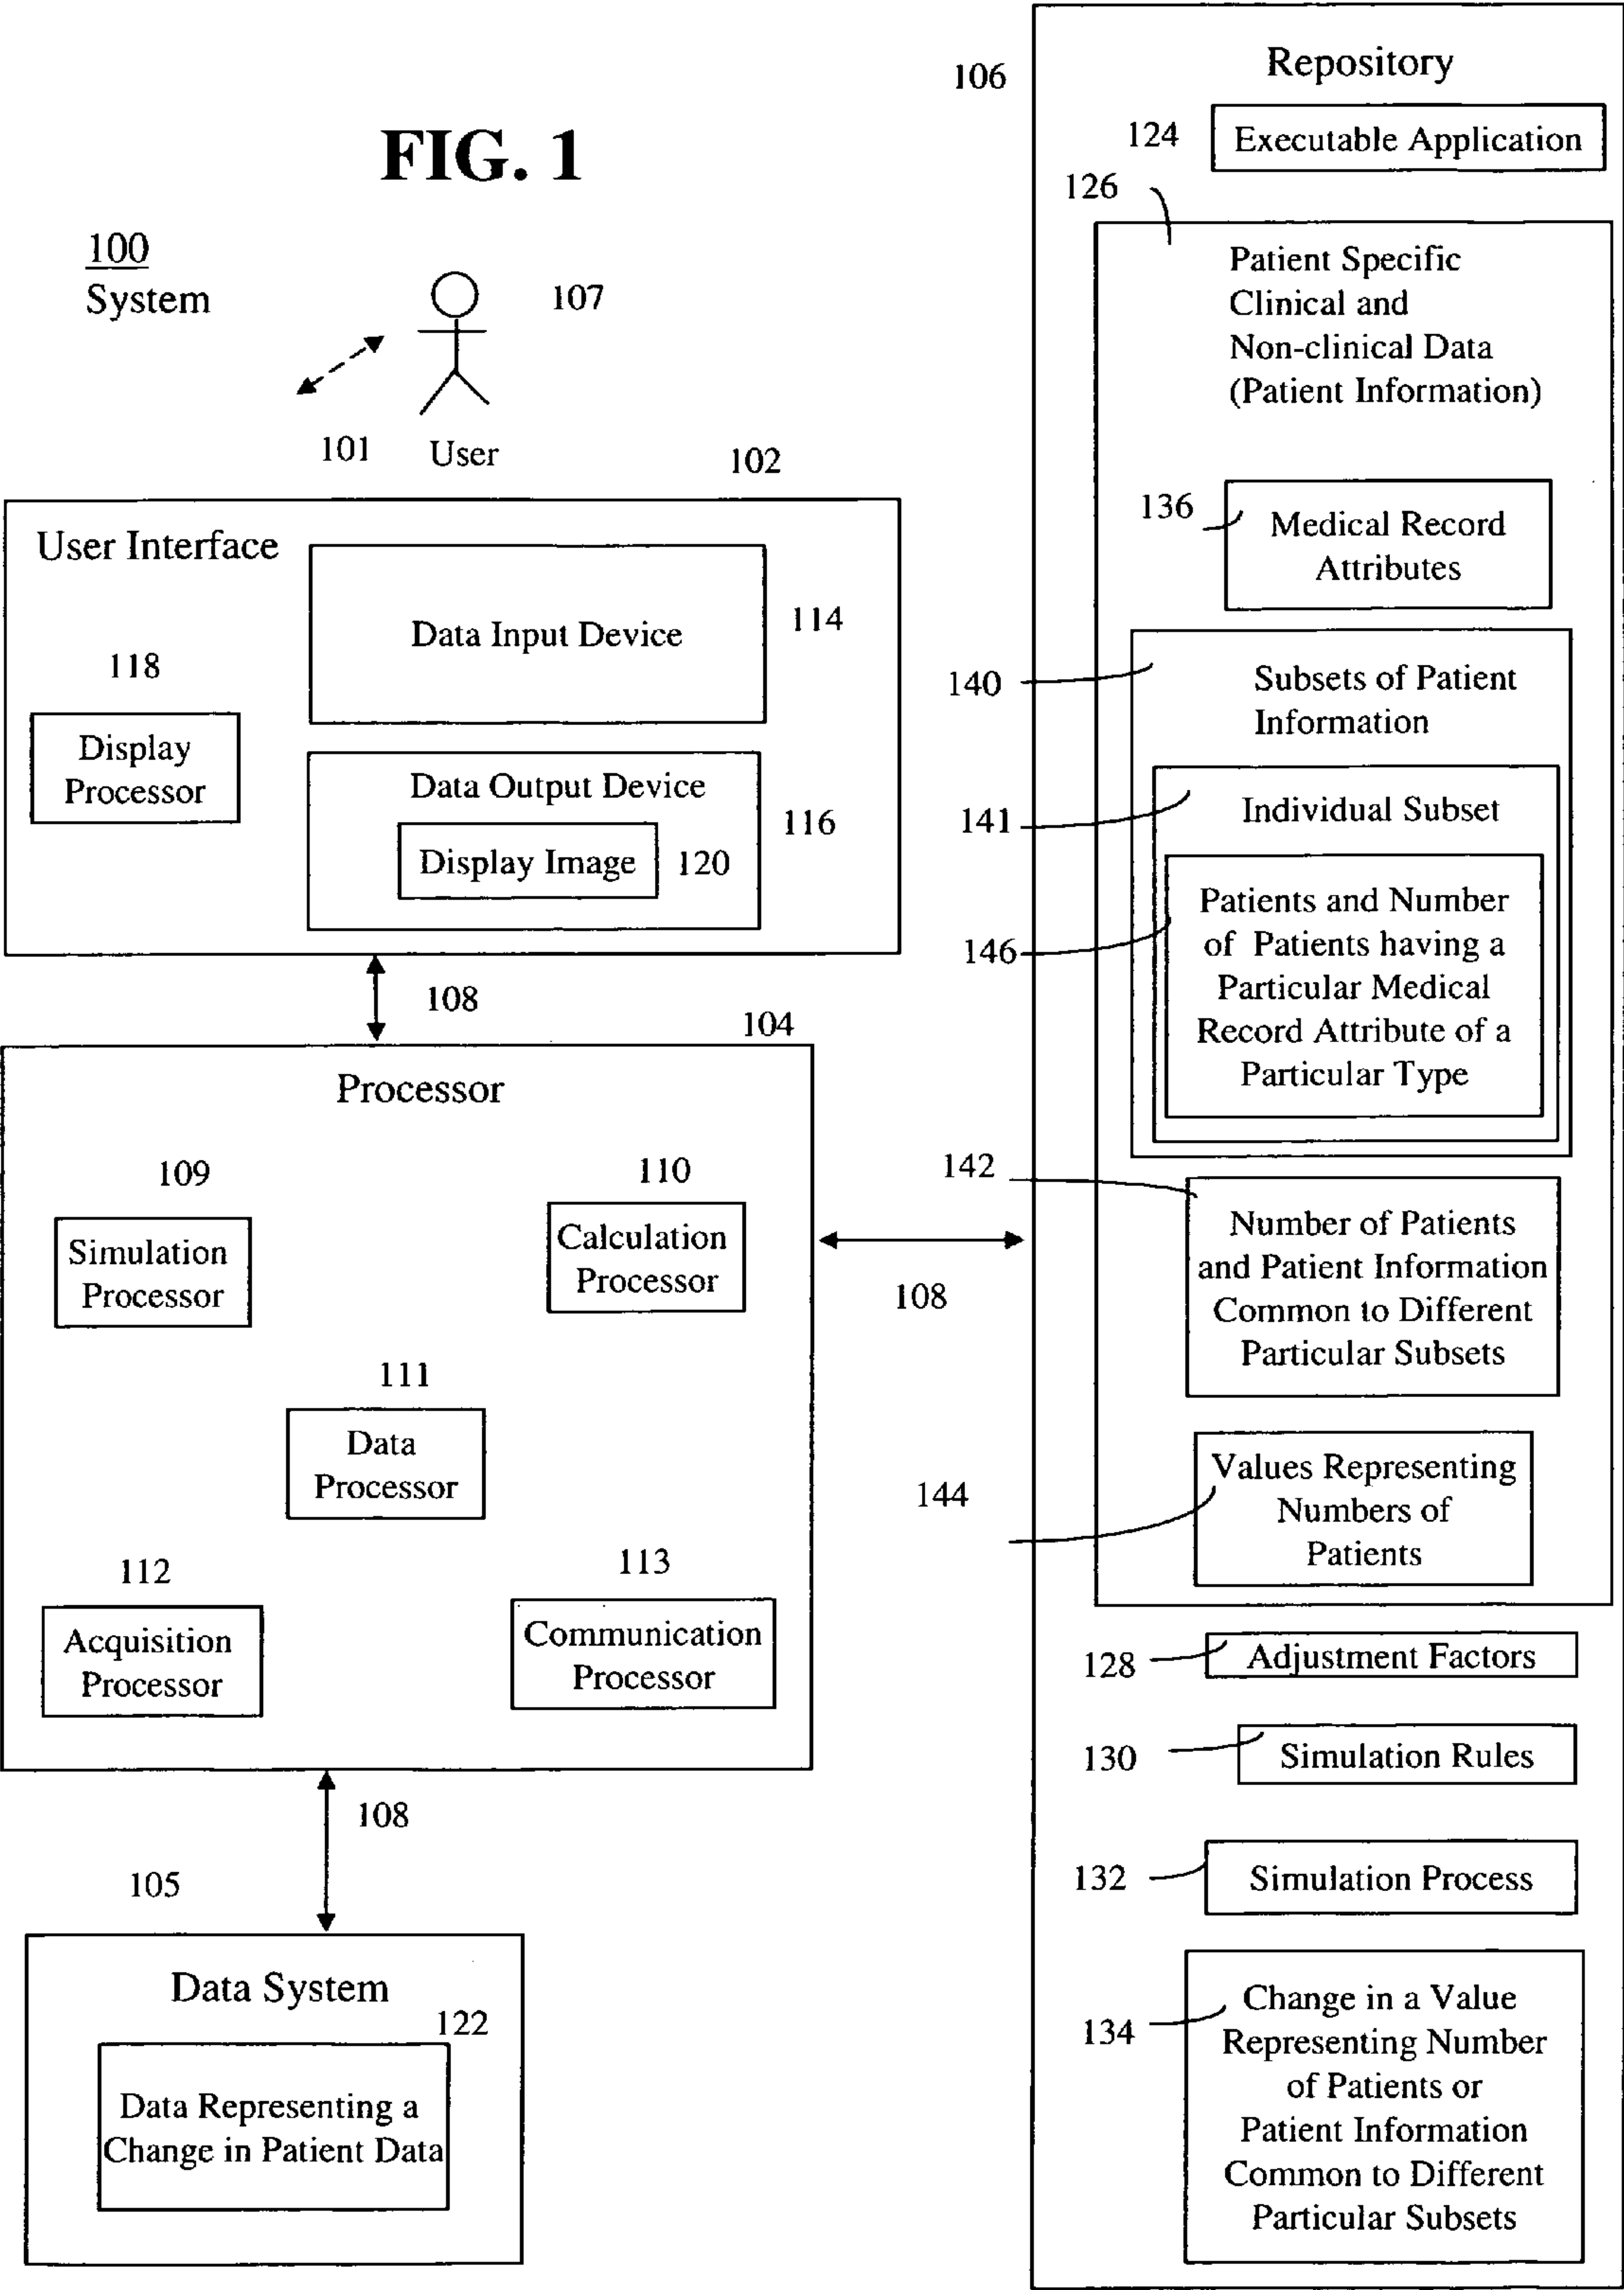 FIG. 1
100
System
107
101
User
102
User Interface
Data Input Device
114
118
Display
Processor
Data Output Device
116
Display Image
120
108
104
Processor
109
Simulation
Processor
110
Calculation
Processor
111
Data
Processor
112
Acquisition
Processor
113
Communication
Processor
108
108
105
Data System
122
Data Representing a
Change in Patient Data
106
Repository
124
Executable Application
126
Patient Specific
Clinical and
Non-clinical Data
(Patient Information)
136
Medical Record
Attributes
140
Subsets of Patient
Information
141
Individual Subset
146
Patients and Number
of Patients having a
Particular Medical
Record Attribute of a
Particular Type
142
Number of Patients
and Patient Information
Common to Different
Particular Subsets
144
Values Representing
Numbers of
Patients
128
Adjustment Factors
130
Simulation Rules
132
Simulation Process
134
Change in a Value
Representing Number
of Patients or
Patient Information
Common to Different
Particular Subsets